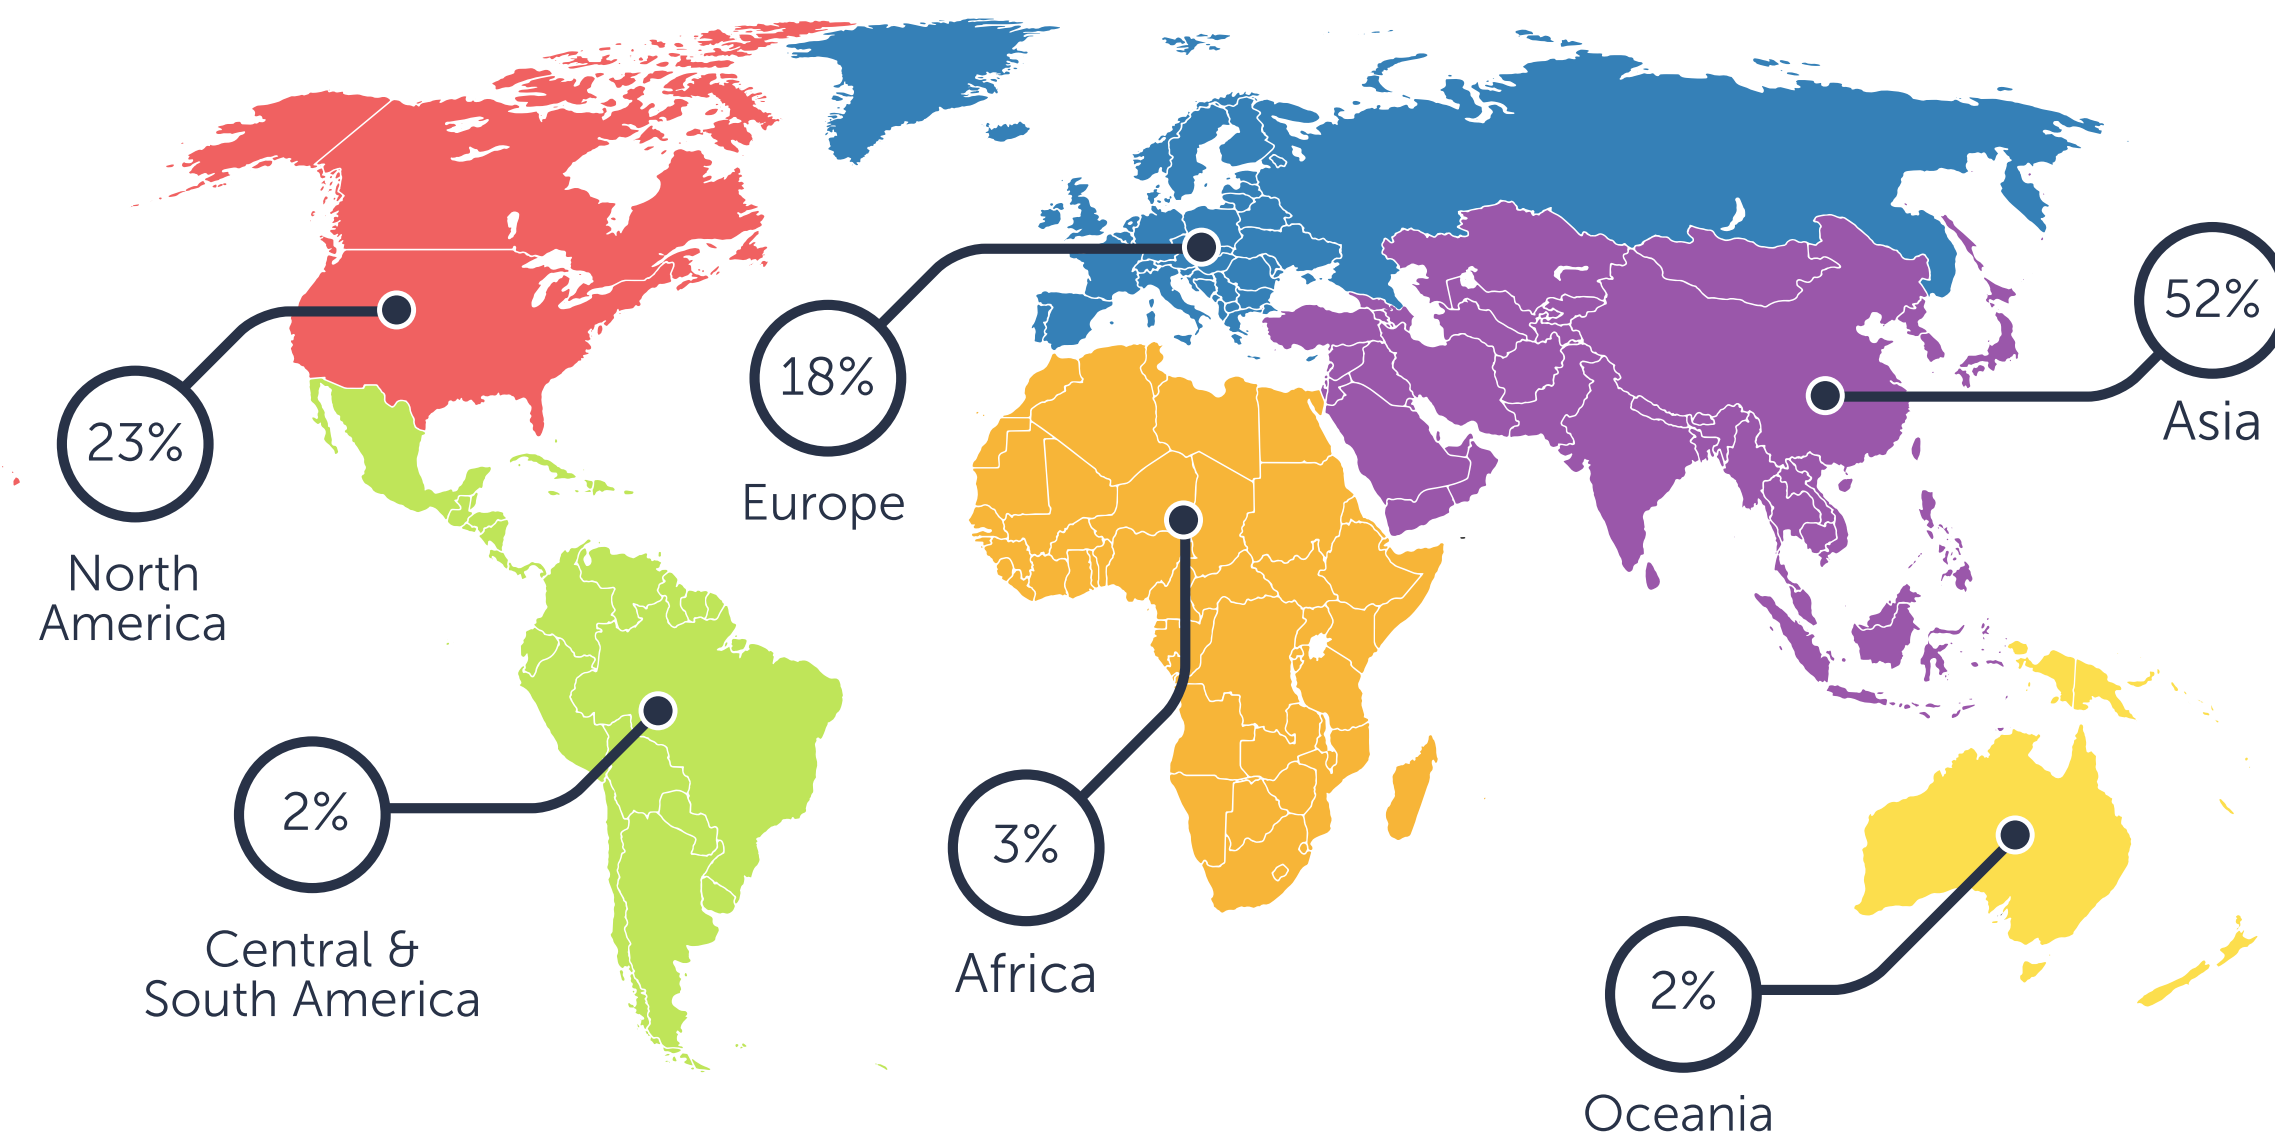 23%
North
America
18%
Europe
52%
Asia
2%
Central &
South America
3%
Africa
2%
Oceania